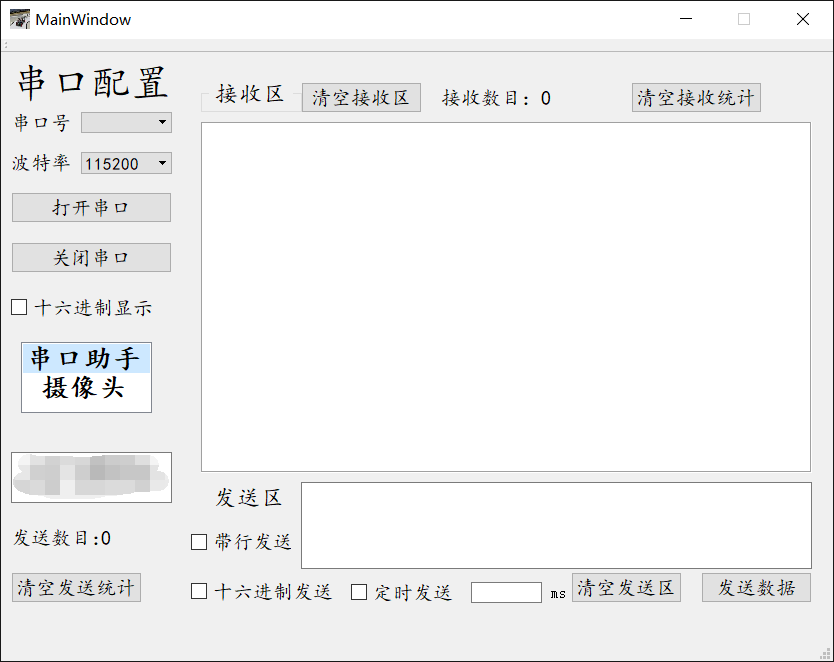 MainWindow
串口配置
串口号
波特率 115200
打开串口
关闭串口
十六进制显示
串口助手
摄像头
发送数目:0
清空发送统计
接收区 清空接收区 接收数目：0 清空接收统计
发送区
带行发送
十六进制发送 定时发送 ms 清空发送区 发送数据